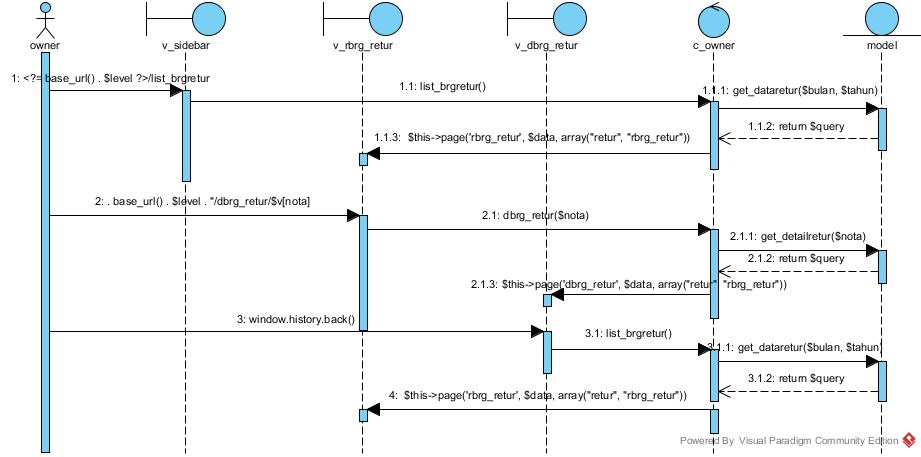 owner
v_sidebar
v_rbrg_retur
v_dbrg_retur
c_owner
model
1: <?= base_url() . $level ?>/list_brgretur
1.1: list_brgretur()
1.1.1: get_dataretur($bulan, $tahun)
1.1.2: return $query
1.1.3:  $this->page('rbrg_retur', $data, array("retur", "rbrg_retur"))
2: . base_url() . $level . "/dbrg_retur/$v[nota]
2.1: dbrg_retur($nota)
2.1.1: get_detailretur($nota)
2.1.2: return $query
2.1.3: $this->page('dbrg_retur', $data, array("retur" "rbrg_retur"))
3: window.history.back()
3.1: list_brgretur()
3.1.1: get_dataretur($bulan, $tahun)
3.1.2: return $query
4:  $this->page('rbrg_retur', $data, array("retur", "rbrg_retur"))
Powered By Visual Paradigm Community Edition